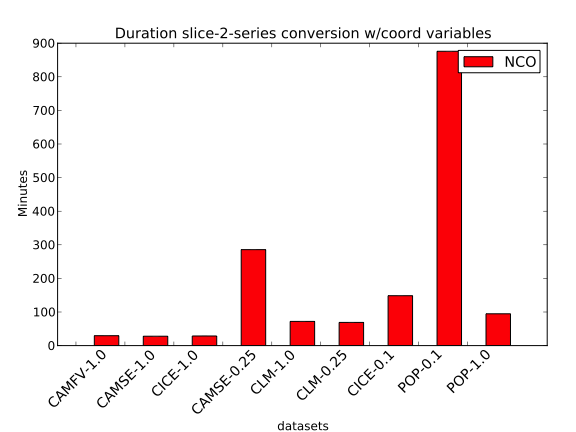 Duration slice-2-series conversion w/coord variables
NCO
Minutes
900
800
700
600
500
400
300
200
100
0
CAMFV-1.0
CAMSE-1.0
CICE-1.0
CAMSE-0.25
CLM-1.0
CLM-0.25
CICE-0.1
POP-0.1
POP-1.0
datasets